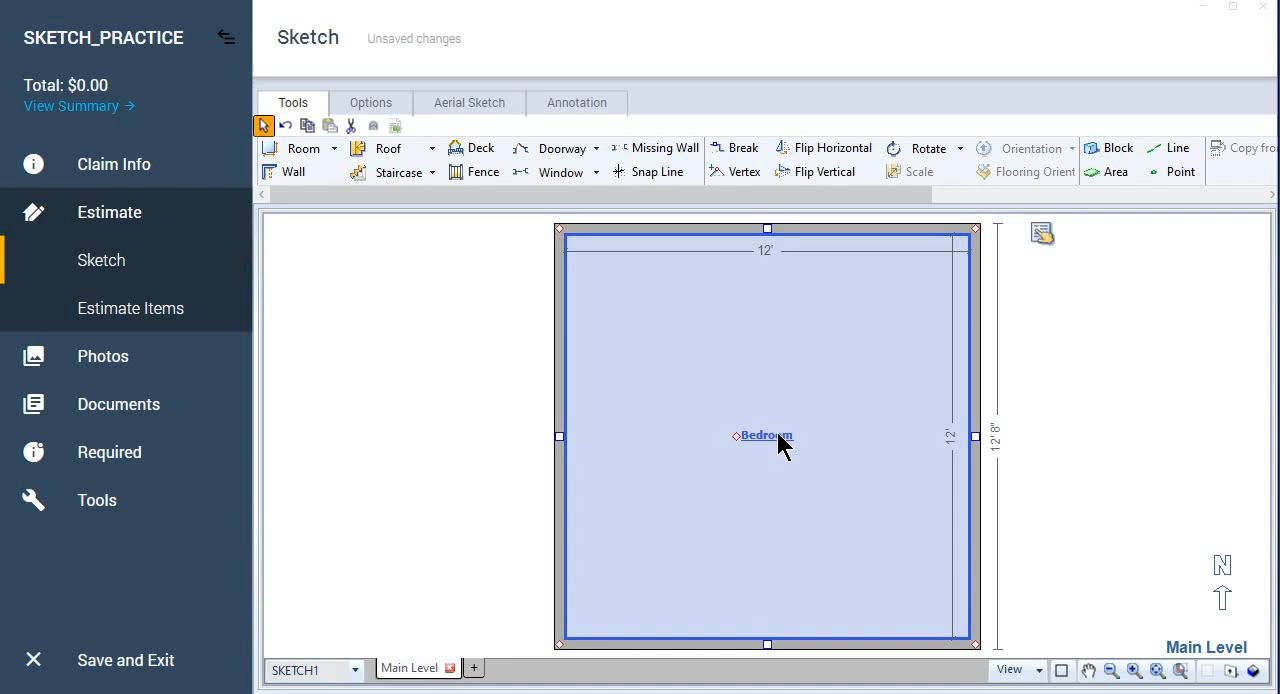 SKETCH_PRACTICE
Total: $0.00
View Summary →
Claim Info
Estimate
Sketch
Estimate Items
Photos
Documents
Required
Tools
Save and Exit
Sketch Unsaved changes
Tools Options Aerial Sketch Annotation
Room Roof Deck Doorway Missing Wall Break Flip Horizontal Rotate Orientation Block Line Copy fro
Wall Staircase Fence Window Snap Line Vertex Flip Vertical Scale Flooring Orient Area Point
12'
Bedroom
12'
12' 8"
N
Main Level
SKETCH1 Main Level + View